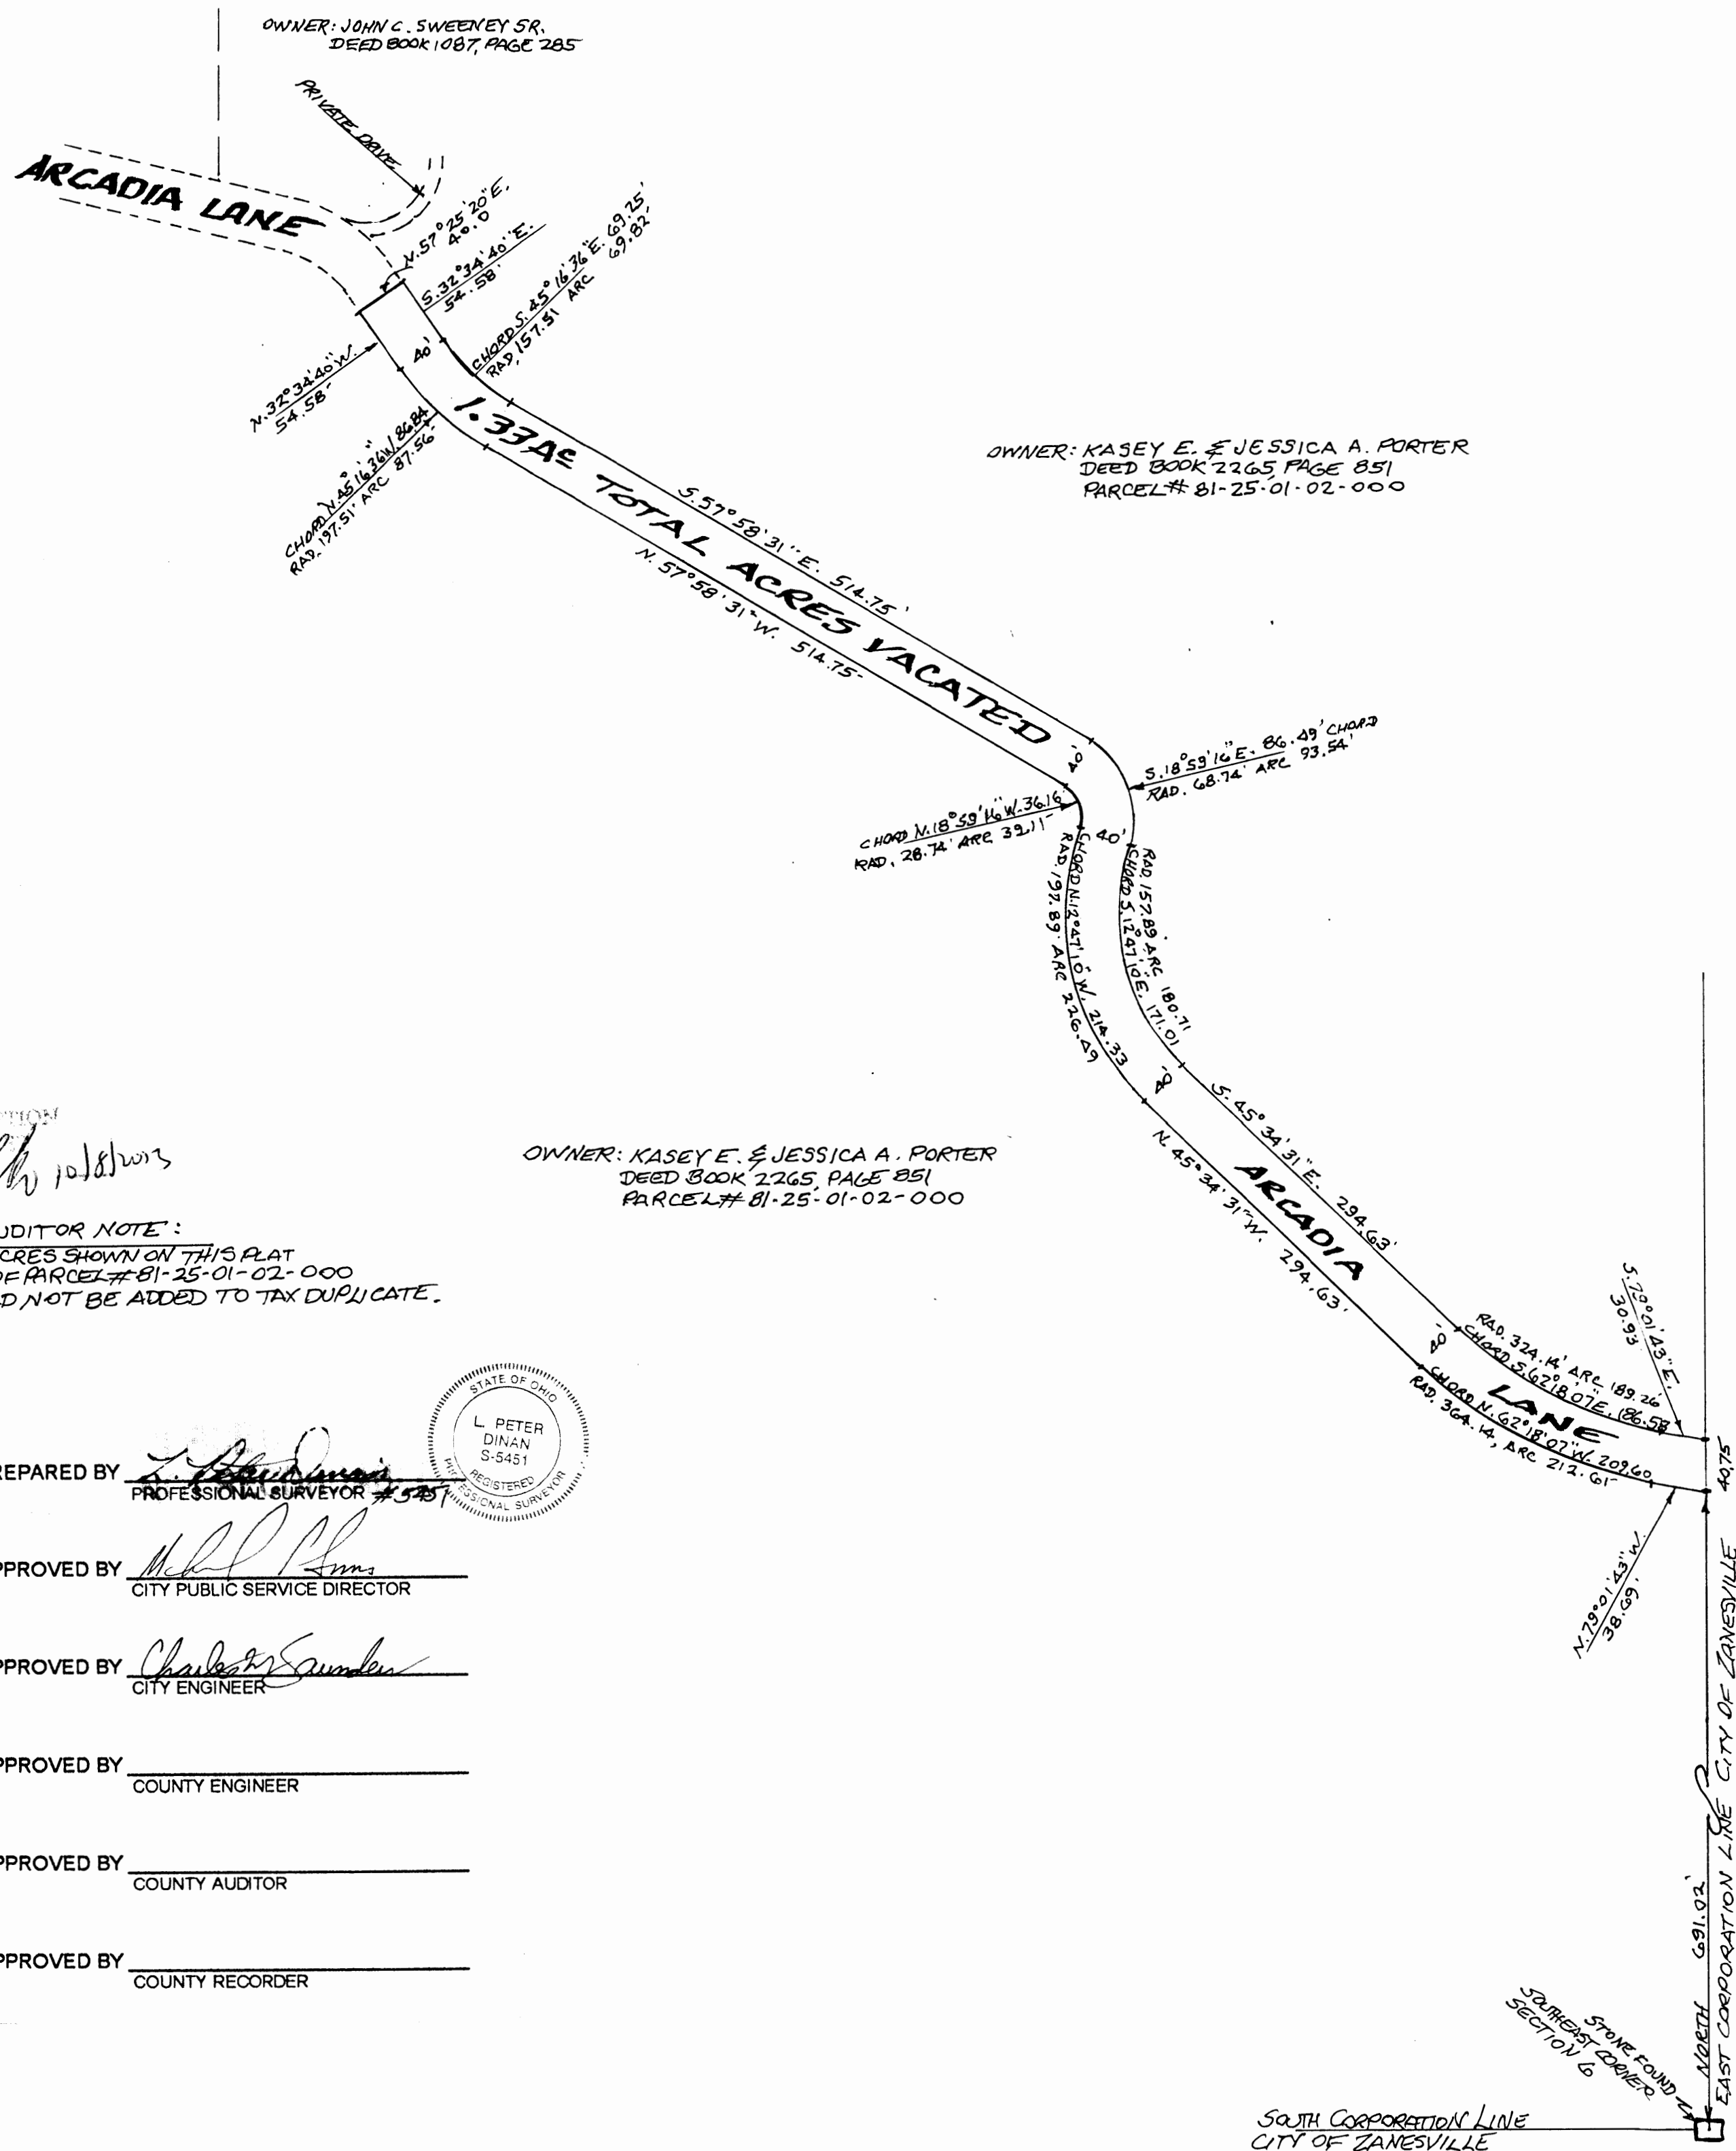 OWNER: JOHN C. SWEENEY SR.
DEED BOOK 1087, PAGE 285
PRIVATE DRIVE
ARCADIA LANE
N.57°25'20"E.
40.0
S.32°34'40"E.
54.58'
CHORD S.45°16'36"E. 69.25'
RAD. 157.51 ARC 69.82'
40'
N.32°34'40"W.
54.58'
CHORD N.45°16'36"W. 86.84
RAD. 197.51' ARC 87.56'
1.33 Ac TOTAL ACRES VACATED
S.57°58'31"E. 514.75'
N.57°58'31"W. 514.75'
OWNER: KASEY E. & JESSICA A. PORTER
DEED BOOK 2265, PAGE 851
PARCEL# 81-25-01-02-000
40'
S.18°59'16"E. 86.49' CHORD
RAD. 68.74' ARC 93.54'
CHORD N.18°59'16"W. 36.16'
RAD. 28.74' ARC 39.11'
40'
RAD. 157.89 ARC 180.71
CHORD S.12°47'10"E. 171.01
CHORD N.12°47'10"W. 214.33
RAD. 197.89' ARC 226.49
40'
S.45°34'31"E. 294.63'
ARCADIA
N.45°34'31"W. 294.63'
OWNER: KASEY E. & JESSICA A. PORTER
DEED BOOK 2265, PAGE 851
PARCEL# 81-25-01-02-000
10/8/2013
UDITOR NOTE:
CRES SHOWN ON THIS PLAT
OF PARCEL# 81-25-01-02-000
D NOT BE ADDED TO TAX DUPLICATE.
S.79°01'43"E.
30.93
40'
RAD. 324.14' ARC 189.26
CHORD S.62°18'07"E. 186.58
LANE
CHORD N.62°18'07"W. 209.60
RAD. 364.14, ARC 212.61'
40.75
N.79°01'43"W.
38.69'
STATE OF OHIO
L. PETER
DINAN
S-5451
REGISTERED
PROFESSIONAL SURVEYOR
EPARED BY
PROFESSIONAL SURVEYOR #5451
PPROVED BY
CITY PUBLIC SERVICE DIRECTOR
PPROVED BY
CITY ENGINEER
PPROVED BY
COUNTY ENGINEER
PPROVED BY
COUNTY AUDITOR
PPROVED BY
COUNTY RECORDER
NORTH 691.02'
EAST CORPORATION LINE CITY OF ZANESVILLE
STONE FOUND
SOUTHEAST CORNER
SECTION 6
SOUTH CORPORATION LINE
CITY OF ZANESVILLE